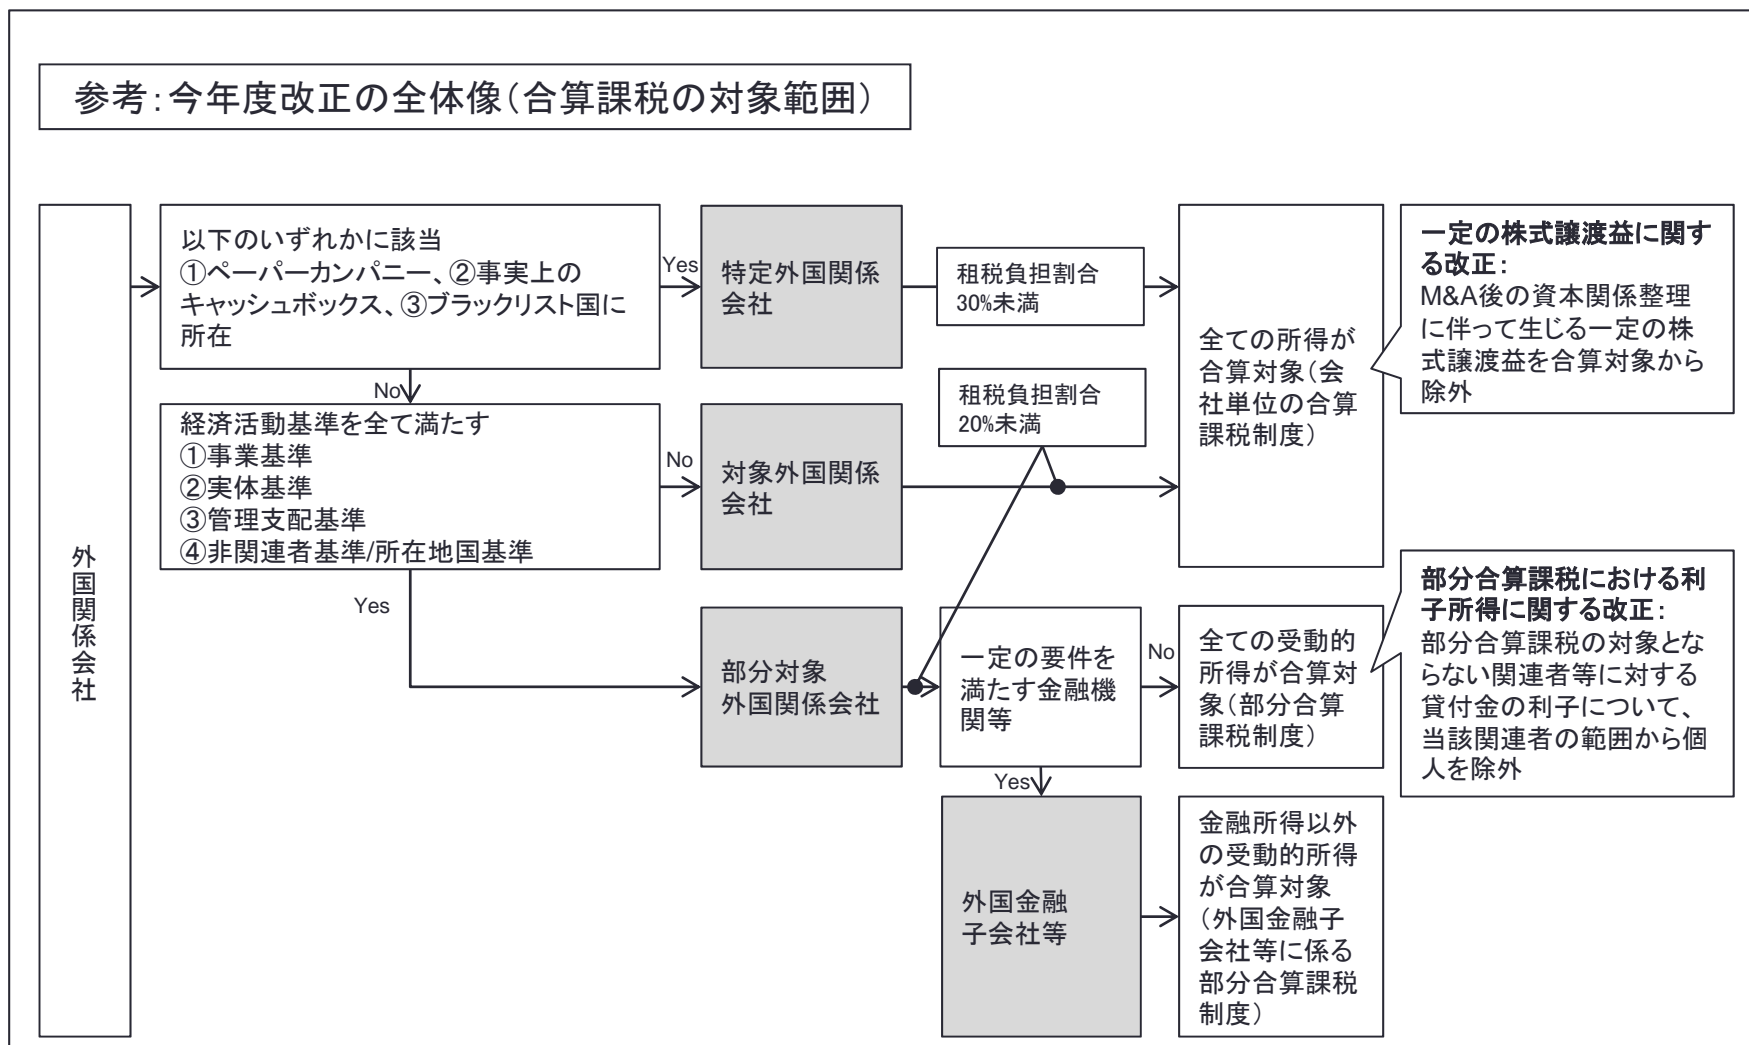 参考：今年度改正の全体像（合算課税の対象範囲）
外国関係会社
以下のいずれかに該当
①ペーパーカンパニー、②事実上の
キャッシュボックス、③ブラックリスト国に
所在
Yes
特定外国関係
会社
租税負担割合
30%未満
全ての所得が
合算対象（会
社単位の合算
課税制度）
一定の株式譲渡益に関す
る改正：
M&A後の資本関係整理
に伴って生じる一定の株
式譲渡益を合算対象から
除外
No
経済活動基準を全て満たす
①事業基準
②実体基準
③管理支配基準
④非関連者基準/所在地国基準
No
対象外国関係
会社
租税負担割合
20%未満
Yes
部分対象
外国関係会社
一定の要件を
満たす金融機
関等
No
全ての受動的
所得が合算対
象（部分合算
課税制度）
部分合算課税における利
子所得に関する改正：
部分合算課税の対象とな
らない関連者等に対する
貸付金の利子について、
当該関連者の範囲から個
人を除外
Yes
外国金融
子会社等
金融所得以外
の受動的所得
が合算対象
（外国金融子
会社等に係る
部分合算課税
制度）